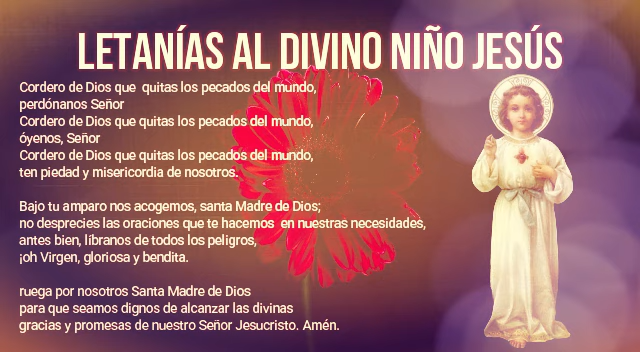 LETANÍAS AL DIVINO NIÑO JESÚS
Cordero de Dios que quitas los pecados del mundo,
perdónanos Señor
Cordero de Dios que quitas los pecados del mundo,
óyenos, Señor
Cordero de Dios que quitas los pecados del mundo,
ten piedad y misericordia de nosotros.
Bajo tu amparo nos acogemos, santa Madre de Dios;
no desprecies las oraciones que te hacemos en nuestras necesidades,
antes bien, líbranos de todos los peligros,
¡oh Virgen, gloriosa y bendita.
ruega por nosotros Santa Madre de Dios
para que seamos dignos de alcanzar las divinas
gracias y promesas de nuestro Señor Jesucristo. Amén.